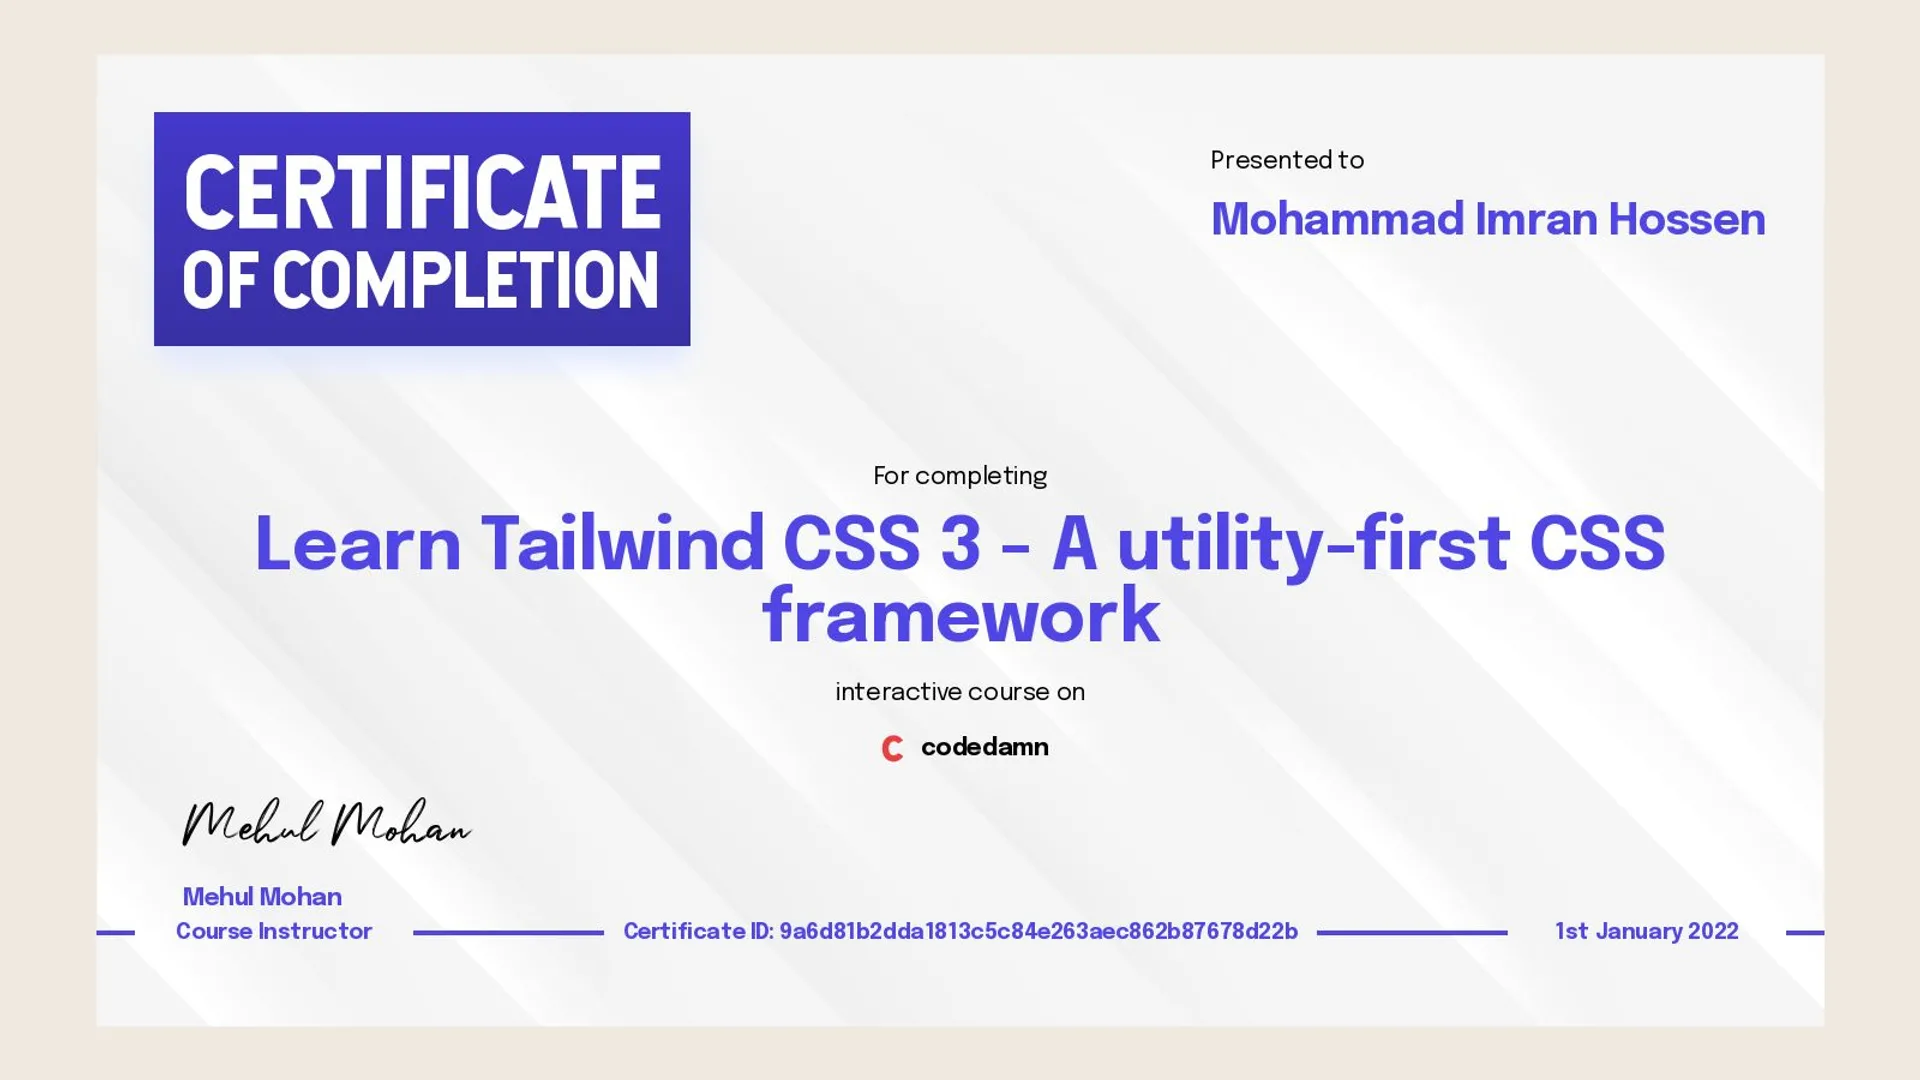 CERTIFICATE
OF COMPLETION
Presented to
Mohammad Imran Hossen
For completing
Learn Tailwind CSS 3 - A utility-first CSS
framework
interactive course on
codedamn
Mehul Mohan
Mehul Mohan
Course Instructor
Certificate ID: 9a6d81b2dda1813c5c84e263aec862b87678d22b
1st January 2022